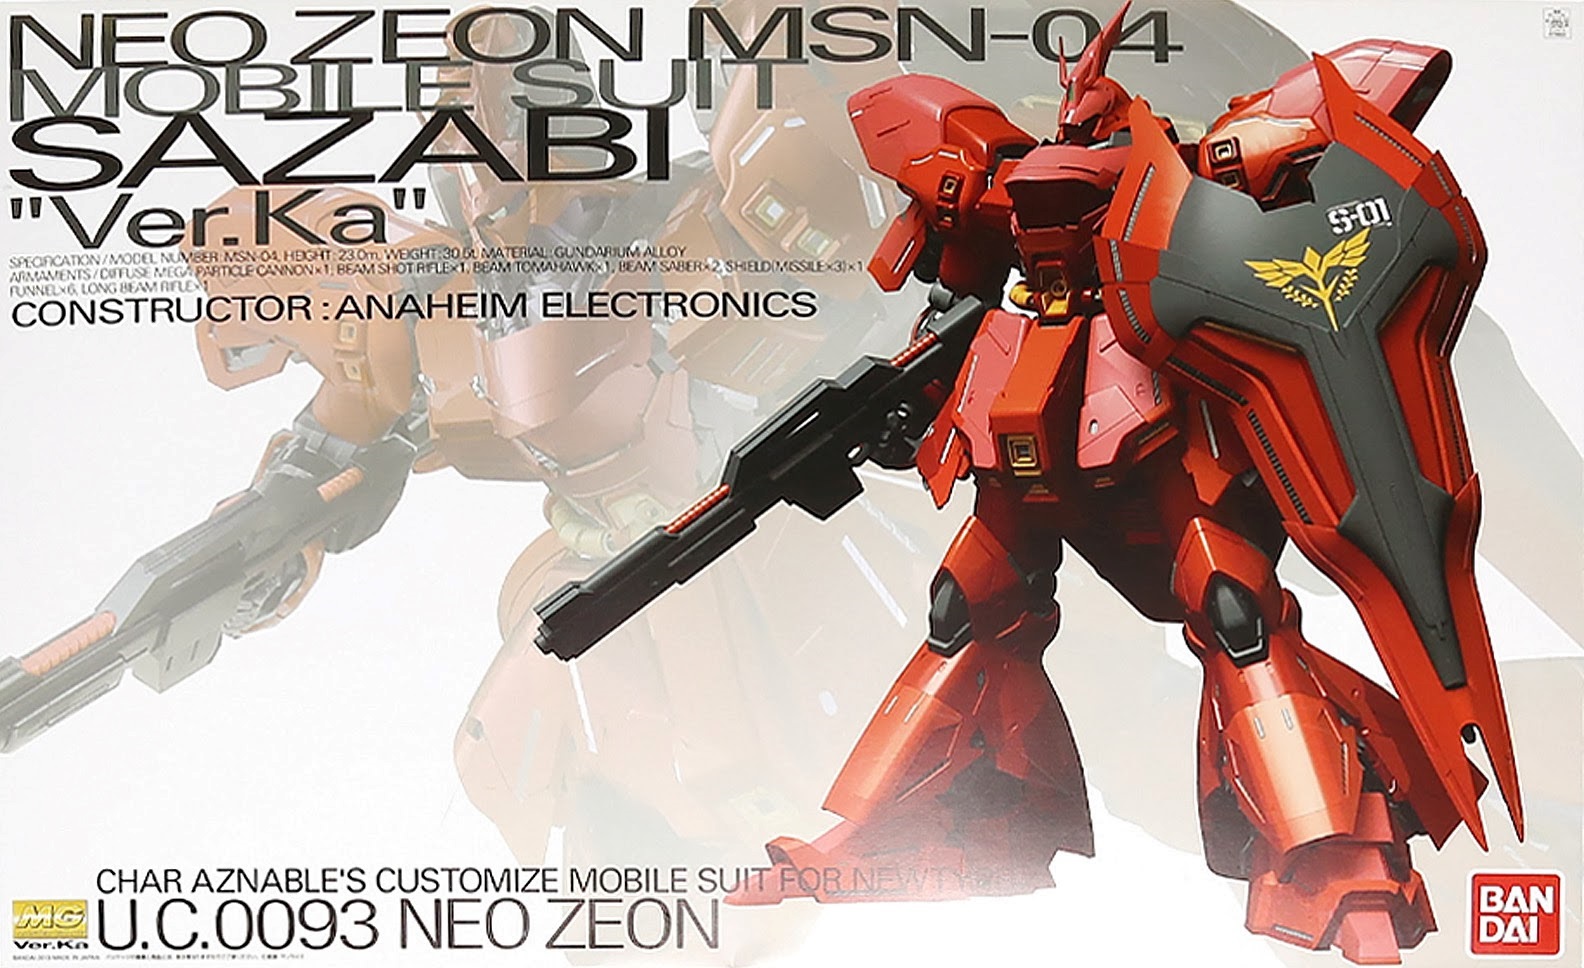 NEO ZEON MSN-04
MOBILE SUIT
SAZABI
"Ver.Ka"
SPECIFICATION / MODEL NUMBER: MSN-04, HEIGHT: 23.0m, WEIGHT: 30.5t, MATERIAL: GUNDARIUM ALLOY
ARMAMENTS / DIFFUSE MEGA PARTICLE CANNON×1, BEAM SHOT RIFLE×1, BEAM TOMAHAWK×1, BEAM SABER×2, SHIELD(MISSILE×3)×1
FUNNEL×6, LONG BEAM RIFLE×1
CONSTRUCTOR : ANAHEIM ELECTRONICS
S-01
CHAR AZNABLE'S CUSTOMIZE MOBILE SUIT FOR NEWTY
U.C.0093 NEO ZEON
MG
Ver.Ka
BAN
DAI